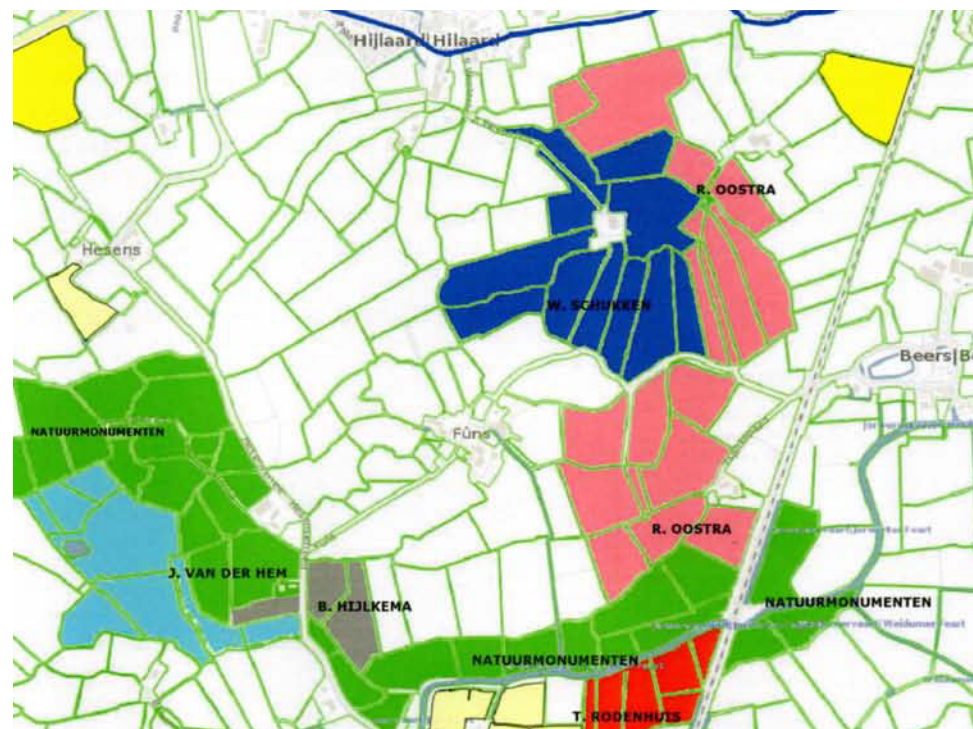 Hijlaard|Hilaard
R. OOSTRA
Hesens
W. SCHUKKEN
Beers|Be
NATUURMONUMENTEN
Fûns
R. OOSTRA
J. VAN DER HEM
B. HIJLKEMA
NATUURMONUMENTEN
NATUURMONUMENTEN
T. RODENHUIS